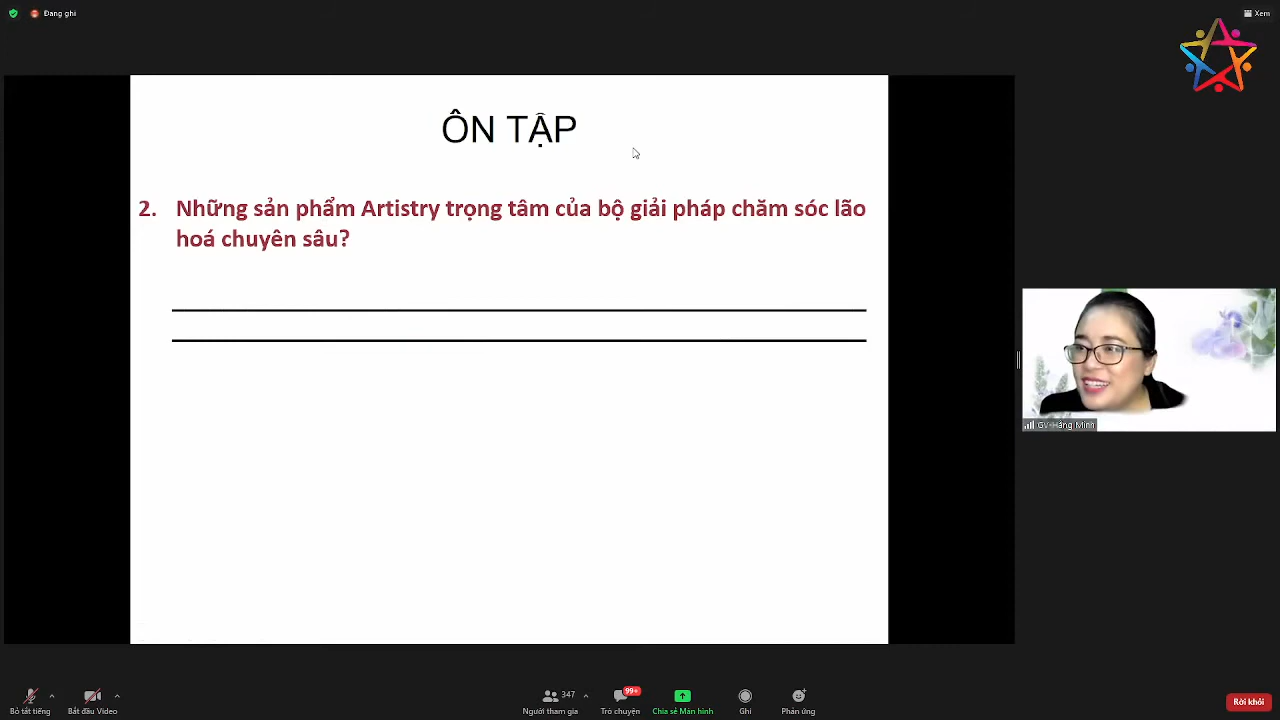 Đang ghi
Xem
ÔN TẬP
2. Những sản phẩm Artistry trọng tâm của bộ giải pháp chăm sóc lão
hoá chuyên sâu?
GV-Hằng Minh
Bỏ tắt tiếng
Bắt đầu Video
347
Người tham gia
99+
Trò chuyện
Chia sẻ Màn hình
Ghi
Phản ứng
Rời khỏi